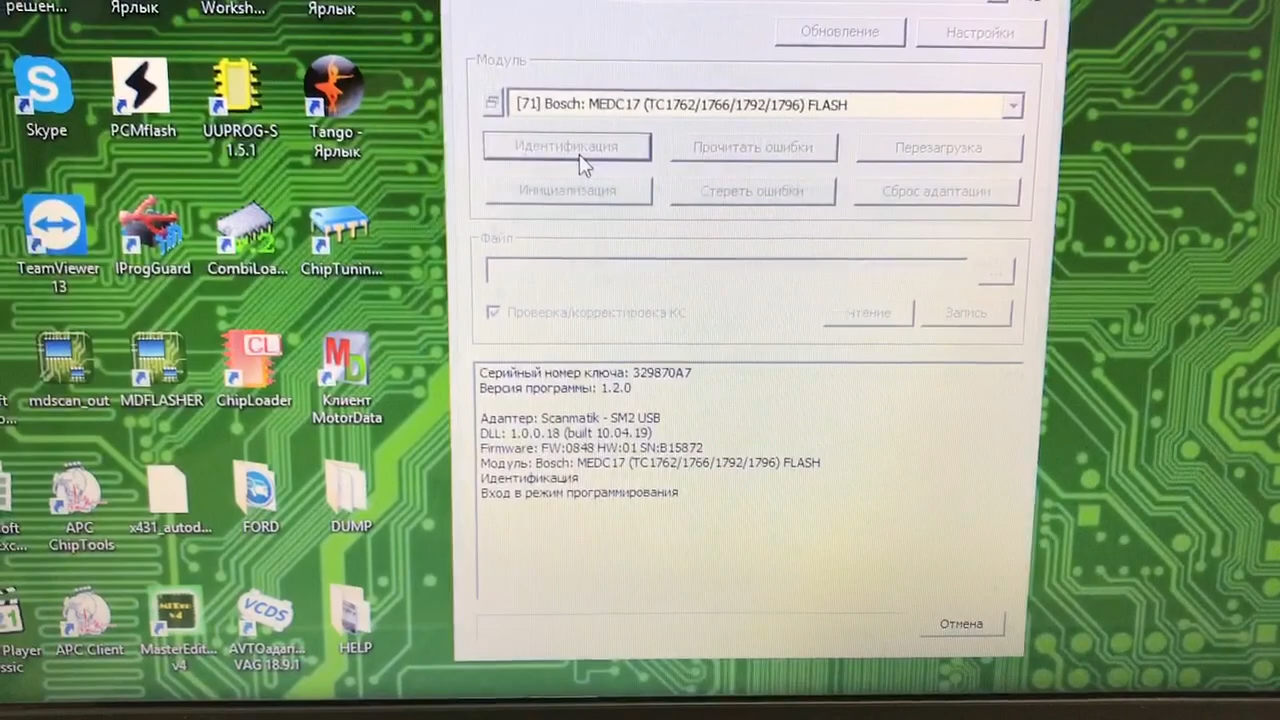 решен...
Ярлык
Worksh...
Ярлык
Skype
PCMflash
UUPROG-S
1.5.1
Tango -
Ярлык
TeamViewer
13
IProgGuard
CombiLoa...
ChipTunin...
mdscan_out
MDFLASHER
CL
ChipLoader
MD
Клиент
MotorData
APC
ChipTools
x431_autod...
FORD
DUMP
Player
APC Client
MasterEdit...
v4
VCDS
AVTOадап...
VAG 18.9.1
HELP
Обновление
Настройки
Модуль
[71] Bosch: MEDC17 (TC1762/1766/1792/1796) FLASH
Идентификация
Прочитать ошибки
Перезагрузка
Инициализация
Стереть ошибки
Сброс адаптации
Файл
...
Проверка/корректировка КС
Чтение
Запись
Серийный номер ключа: 329870A7
Версия программы: 1.2.0
Адаптер: Scanmatik - SM2 USB
DLL: 1.0.0.18 (built 10.04.19)
Firmware: FW:0848 HW:01 SN:B15872
Модуль: Bosch: MEDC17 (TC1762/1766/1792/1796) FLASH
Идентификация
Вход в режим программирования
Отмена